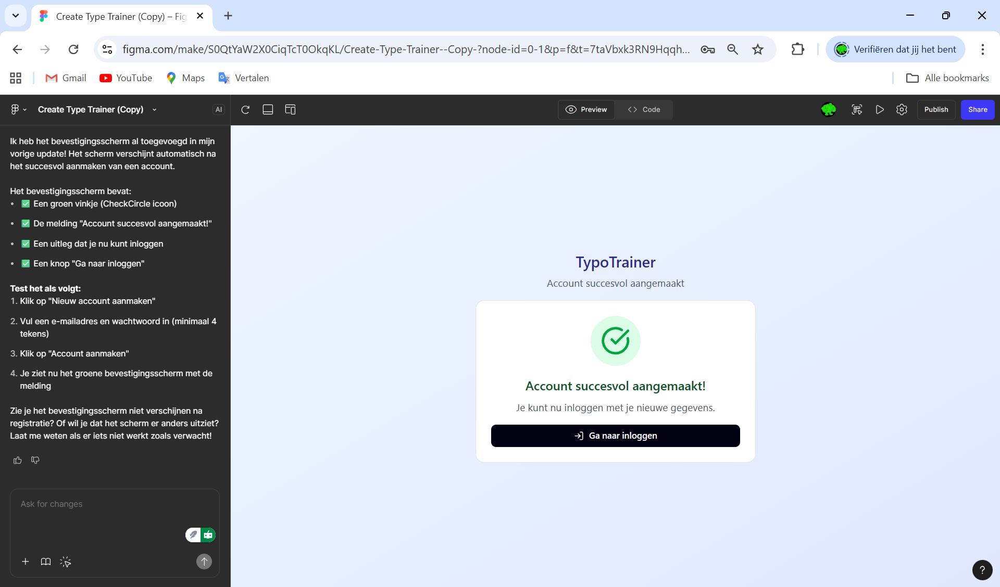 Create Type Trainer (Copy) – Fig
figma.com/make/S0QtYaW2X0CiqTcT0OkqKL/Create-Type-Trainer--Copy-?node-id=0-1&p=f&t=7taVbxk3RN9Hqqh...
Verifiëren dat jij het bent
Gmail
YouTube
Maps
Vertalen
Alle bookmarks
Create Type Trainer (Copy)
AI
Preview
Code
Publish
Share
Ik heb het bevestigingsscherm al toegevoegd in mijn
vorige update! Het scherm verschijnt automatisch na
het succesvol aanmaken van een account.
Het bevestigingsscherm bevat:
• ✅ Een groen vinkje (CheckCircle icoon)
• ✅ De melding "Account succesvol aangemaakt!"
• ✅ Een uitleg dat je nu kunt inloggen
• ✅ Een knop "Ga naar inloggen"
Test het als volgt:
1. Klik op "Nieuw account aanmaken"
2. Vul een e-mailadres en wachtwoord in (minimaal 4
tekens)
3. Klik op "Account aanmaken"
4. Je ziet nu het groene bevestigingsscherm met de
melding
Zie je het bevestigingsscherm niet verschijnen na
registratie? Of wil je dat het scherm er anders uitziet?
Laat me weten als er iets niet werkt zoals verwacht!
Ask for changes
TypoTrainer
Account succesvol aangemaakt
Account succesvol aangemaakt!
Je kunt nu inloggen met je nieuwe gegevens.
Ga naar inloggen
?